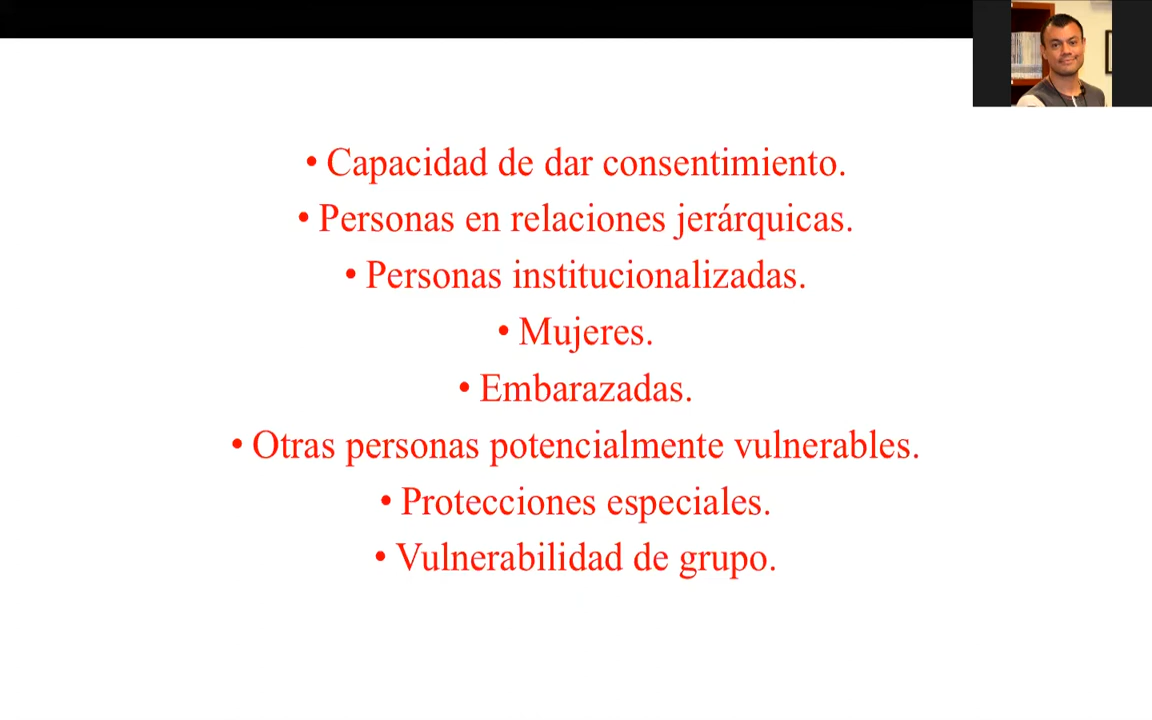 • Capacidad de dar consentimiento.
• Personas en relaciones jerárquicas.
• Personas institucionalizadas.
• Mujeres.
• Embarazadas.
• Otras personas potencialmente vulnerables.
• Protecciones especiales.
• Vulnerabilidad de grupo.